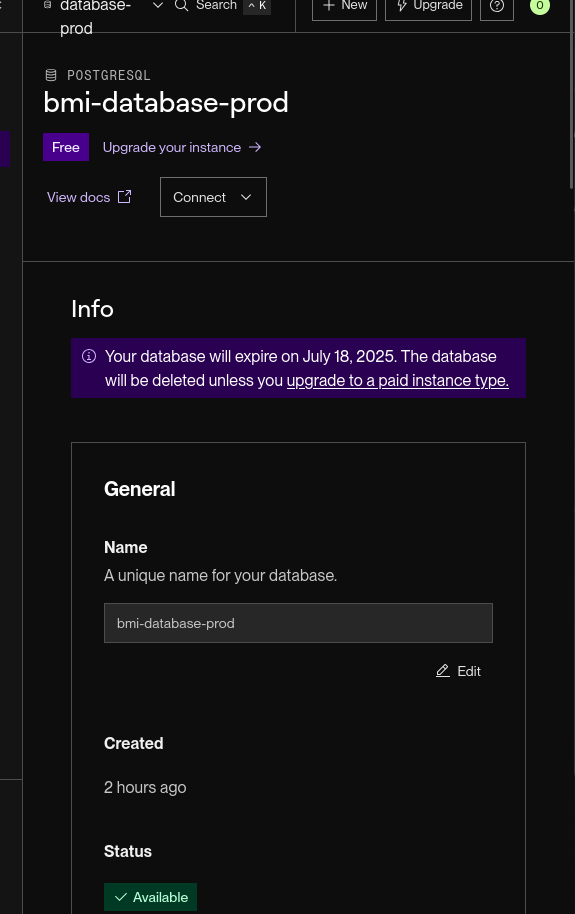 database-
prod
Search
^ K
+ New
Upgrade
0
POSTGRESQL
bmi-database-prod
Free
Upgrade your instance →
View docs
Connect
Info
Your database will expire on July 18, 2025. The database
will be deleted unless you upgrade to a paid instance type.
General
Name
A unique name for your database.
bmi-database-prod
Edit
Created
2 hours ago
Status
Available